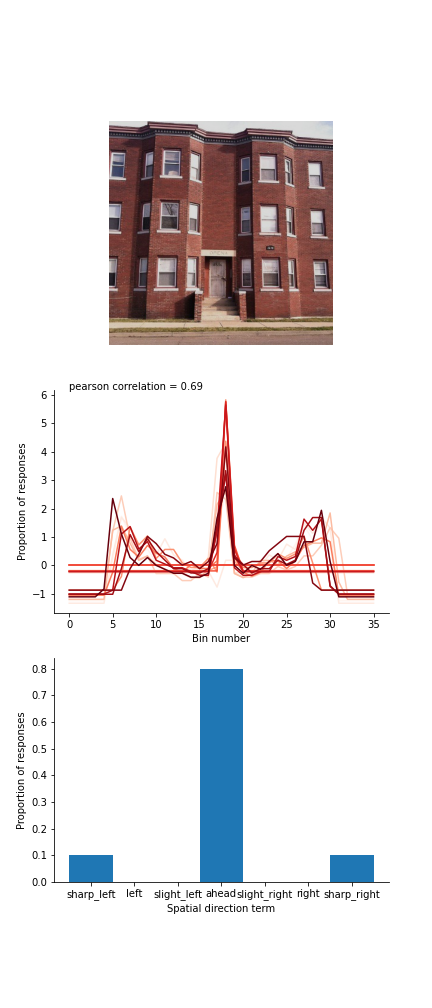 pearson correlation = 0.69
6
5
4
3
2
1
0
−1
Proportion of responses
0 5 10 15 20 25 30 35
Bin number
0.8
0.7
0.6
0.5
0.4
0.3
0.2
0.1
0.0
Proportion of responses
sharp_left left slight_left ahead slight_right right sharp_right
Spatial direction term